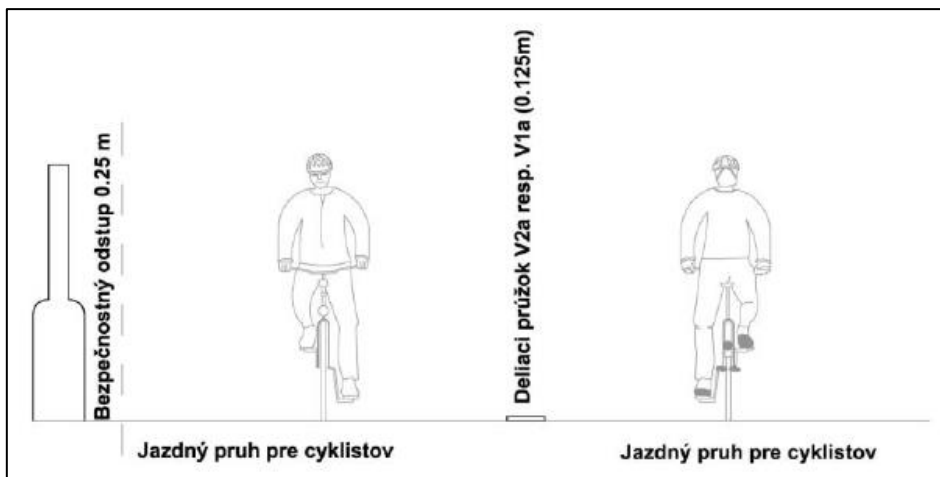 Bezpečnostný odstup 0.25 m
Deliaci prúžok V2a resp. V1a (0.125m)
Jazdný pruh pre cyklistov
Jazdný pruh pre cyklistov